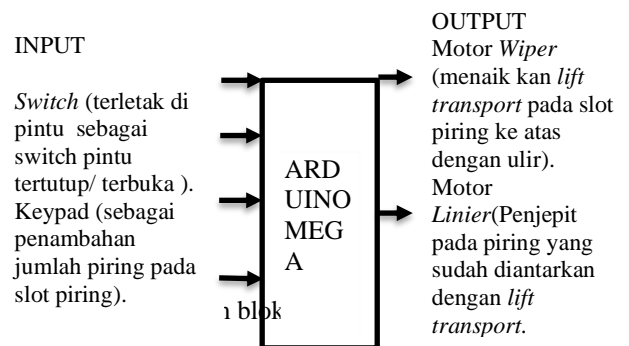 INPUT
Switch (terletak di
pintu sebagai
switch pintu
tertutup/ terbuka ).
Keypad (sebagai
penambahan
jumlah piring pada
slot piring).
ARD
UINO
MEG
A
OUTPUT
Motor Wiper
(menaik kan lift
transport pada slot
piring ke atas
dengan ulir).
Motor
Linier(Penjepit
pada piring yang
sudah diantarkan
dengan lift
transport.
blok